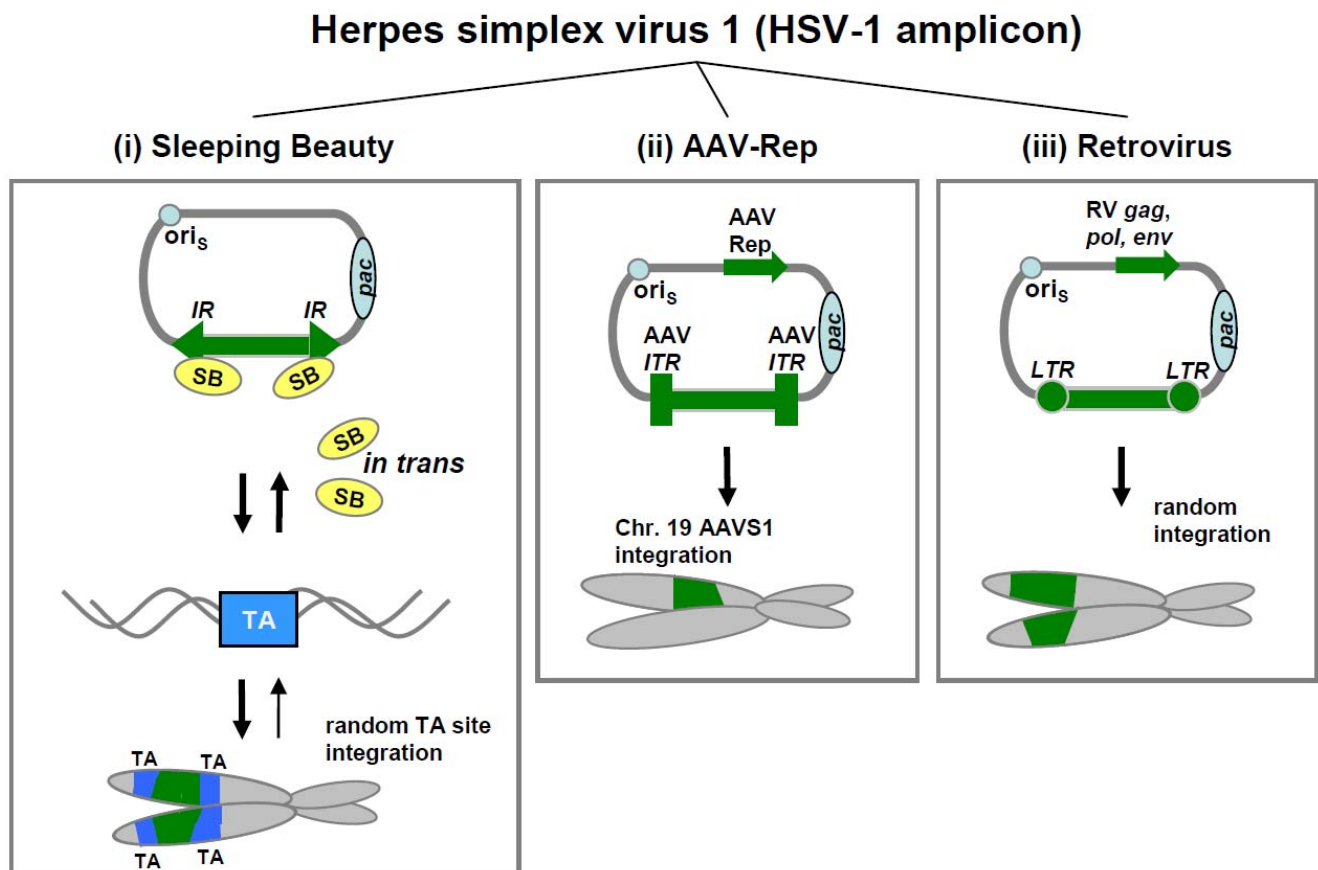 Herpes simplex virus 1 (HSV-1 amplicon)
(i) Sleeping Beauty
oriS
pac
IR
IR
SB
SB
SB
in trans
SB
TA
random TA site
integration
TA
TA
TA
TA
(ii) AAV-Rep
AAV
Rep
oriS
pac
AAV
ITR
AAV
ITR
Chr. 19 AAVS1
integration
(iii) Retrovirus
RV gag,
pol, env
oriS
pac
LTR
LTR
random
integration